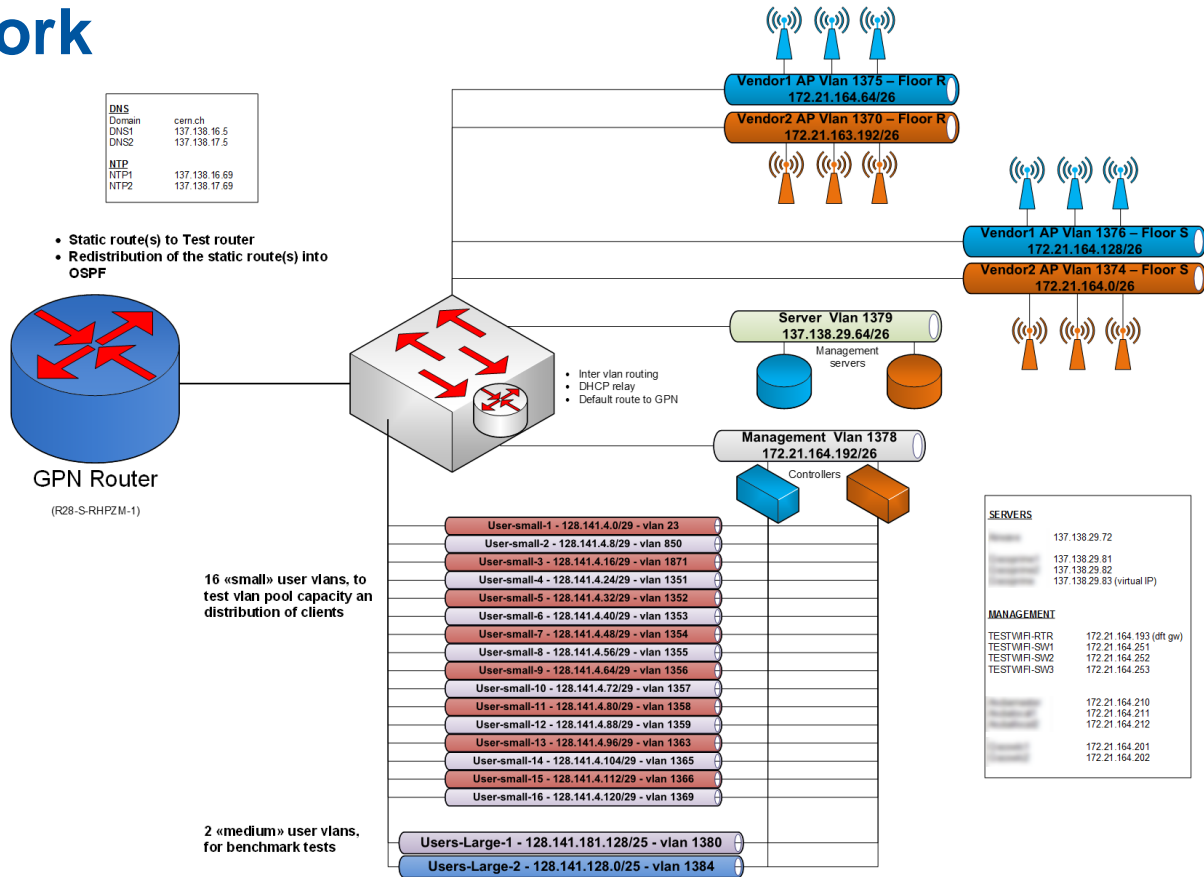 ork
DNS
Domain cern.ch
DNS1 137.138.16.5
DNS2 137.138.17.5
NTP
NTP1 137.138.16.69
NTP2 137.138.17.69
• Static route(s) to Test router
• Redistribution of the static route(s) into
OSPF
GPN Router
(R28-S-RHPZM-1)
Vendor1 AP Vlan 1375 – Floor R
172.21.164.64/26
Vendor2 AP Vlan 1370 – Floor R
172.21.163.192/26
Vendor1 AP Vlan 1376 – Floor S
172.21.164.128/26
Vendor2 AP Vlan 1374 – Floor S
172.21.164.0/26
Server Vlan 1379
137.138.29.64/26
Management
servers
• Inter vlan routing
• DHCP relay
• Default route to GPN
Management Vlan 1378
172.21.164.192/26
Controllers
16 «small» user vlans, to
test vlan pool capacity an
distribution of clients
User-small-1 - 128.141.4.0/29 - vlan 23
User-small-2 - 128.141.4.8/29 - vlan 850
User-small-3 - 128.141.4.16/29 - vlan 1871
User-small-4 - 128.141.4.24/29 - vlan 1351
User-small-5 - 128.141.4.32/29 - vlan 1352
User-small-6 - 128.141.4.40/29 - vlan 1353
User-small-7 - 128.141.4.48/29 - vlan 1354
User-small-8 - 128.141.4.56/29 - vlan 1355
User-small-9 - 128.141.4.64/29 - vlan 1356
User-small-10 - 128.141.4.72/29 - vlan 1357
User-small-11 - 128.141.4.80/29 - vlan 1358
User-small-12 - 128.141.4.88/29 - vlan 1359
User-small-13 - 128.141.4.96/29 - vlan 1363
User-small-14 - 128.141.4.104/29 - vlan 1365
User-small-15 - 128.141.4.112/29 - vlan 1366
User-small-16 - 128.141.4.120/29 - vlan 1369
2 «medium» user vlans,
for benchmark tests
Users-Large-1 - 128.141.181.128/25 - vlan 1380
Users-Large-2 - 128.141.128.0/25 - vlan 1384
SERVERS
137.138.29.72
137.138.29.81
137.138.29.82
137.138.29.83 (virtual IP)
MANAGEMENT
TESTWIFI-RTR 172.21.164.193 (dft gw)
TESTWIFI-SW1 172.21.164.251
TESTWIFI-SW2 172.21.164.252
TESTWIFI-SW3 172.21.164.253
172.21.164.210
172.21.164.211
172.21.164.212
172.21.164.201
172.21.164.202